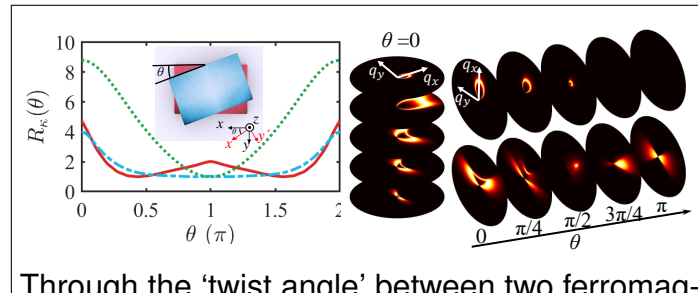 10
8
6
4
2
0
R_κ(θ)
0 0.5 1 1.5 2
θ (π)
θ
x θ z
x' y y'
θ=0
q_y q_x
q_x
q_y
0 π/4 π/2 3π/4 π
θ
Through the ‘twist angle’ between two ferromag-